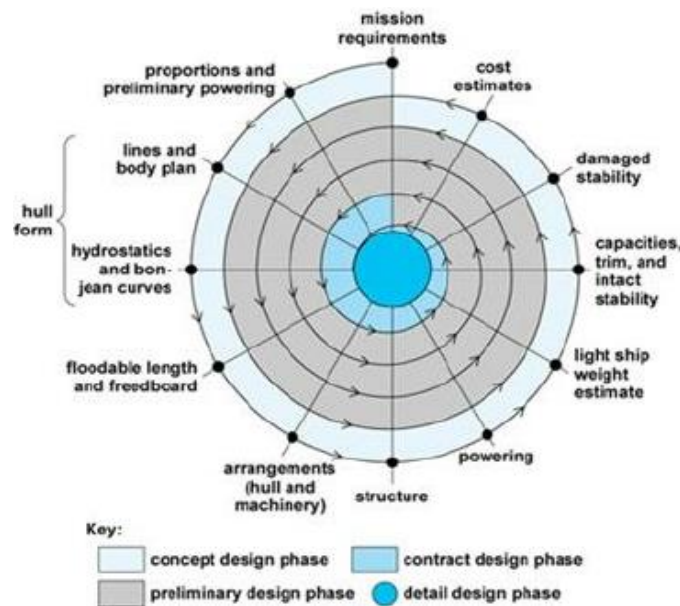 mission
requirements
cost
estimates
damaged
stability
capacities,
trim, and
intact
stability
light ship
weight
estimate
powering
structure
arrangements
(hull and
machinery)
floodable length
and freedboard
hydrostatics
and bon-
jean curves
lines and
body plan
hull
form
proportions and
preliminary powering
Key:
concept design phase
contract design phase
preliminary design phase
detail design phase